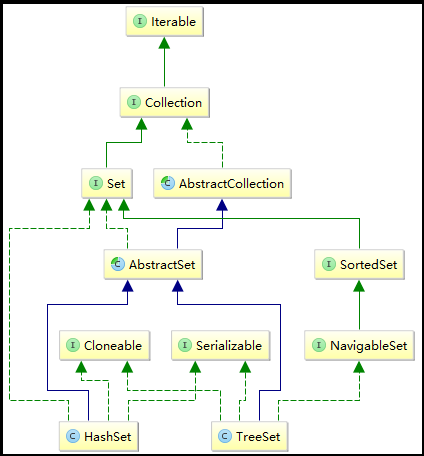 I Iterable
I Collection
I Set
C AbstractCollection
C AbstractSet
I SortedSet
I Cloneable
I Serializable
I NavigableSet
C HashSet
C TreeSet